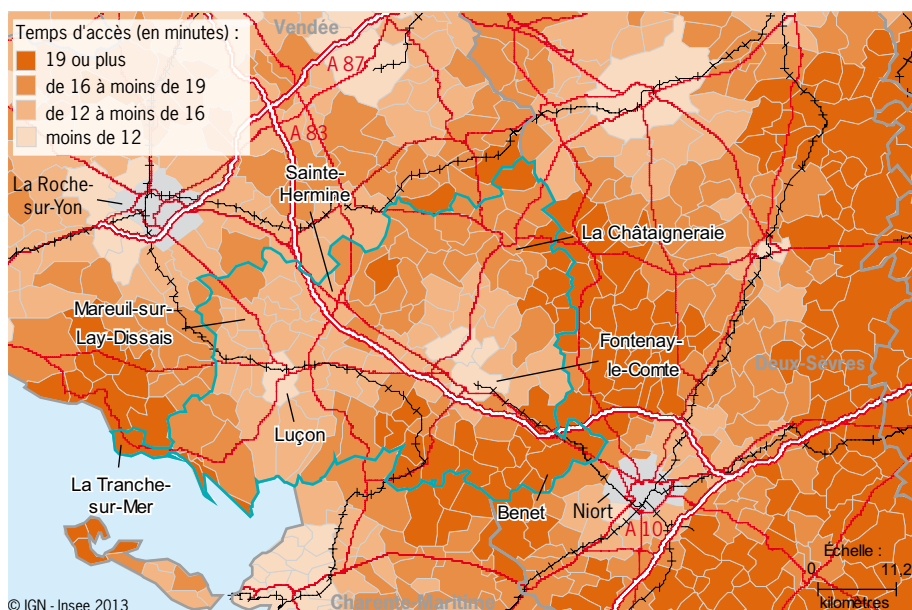 Temps d'accès (en minutes) :
19 ou plus
de 16 à moins de 19
de 12 à moins de 16
moins de 12
Vendée
A 87
A 83
La Roche-
sur-Yon
Sainte-
Hermine
La Châtaigneraie
Mareuil-sur-
Lay-Dissais
Fontenay-
le-Comte
Deux-Sèvres
Luçon
La Tranche-
sur-Mer
Benet
Niort
A 10
Échelle :
0 11,2
kilomètres
Charente-Maritime
© IGN - Insee 2013